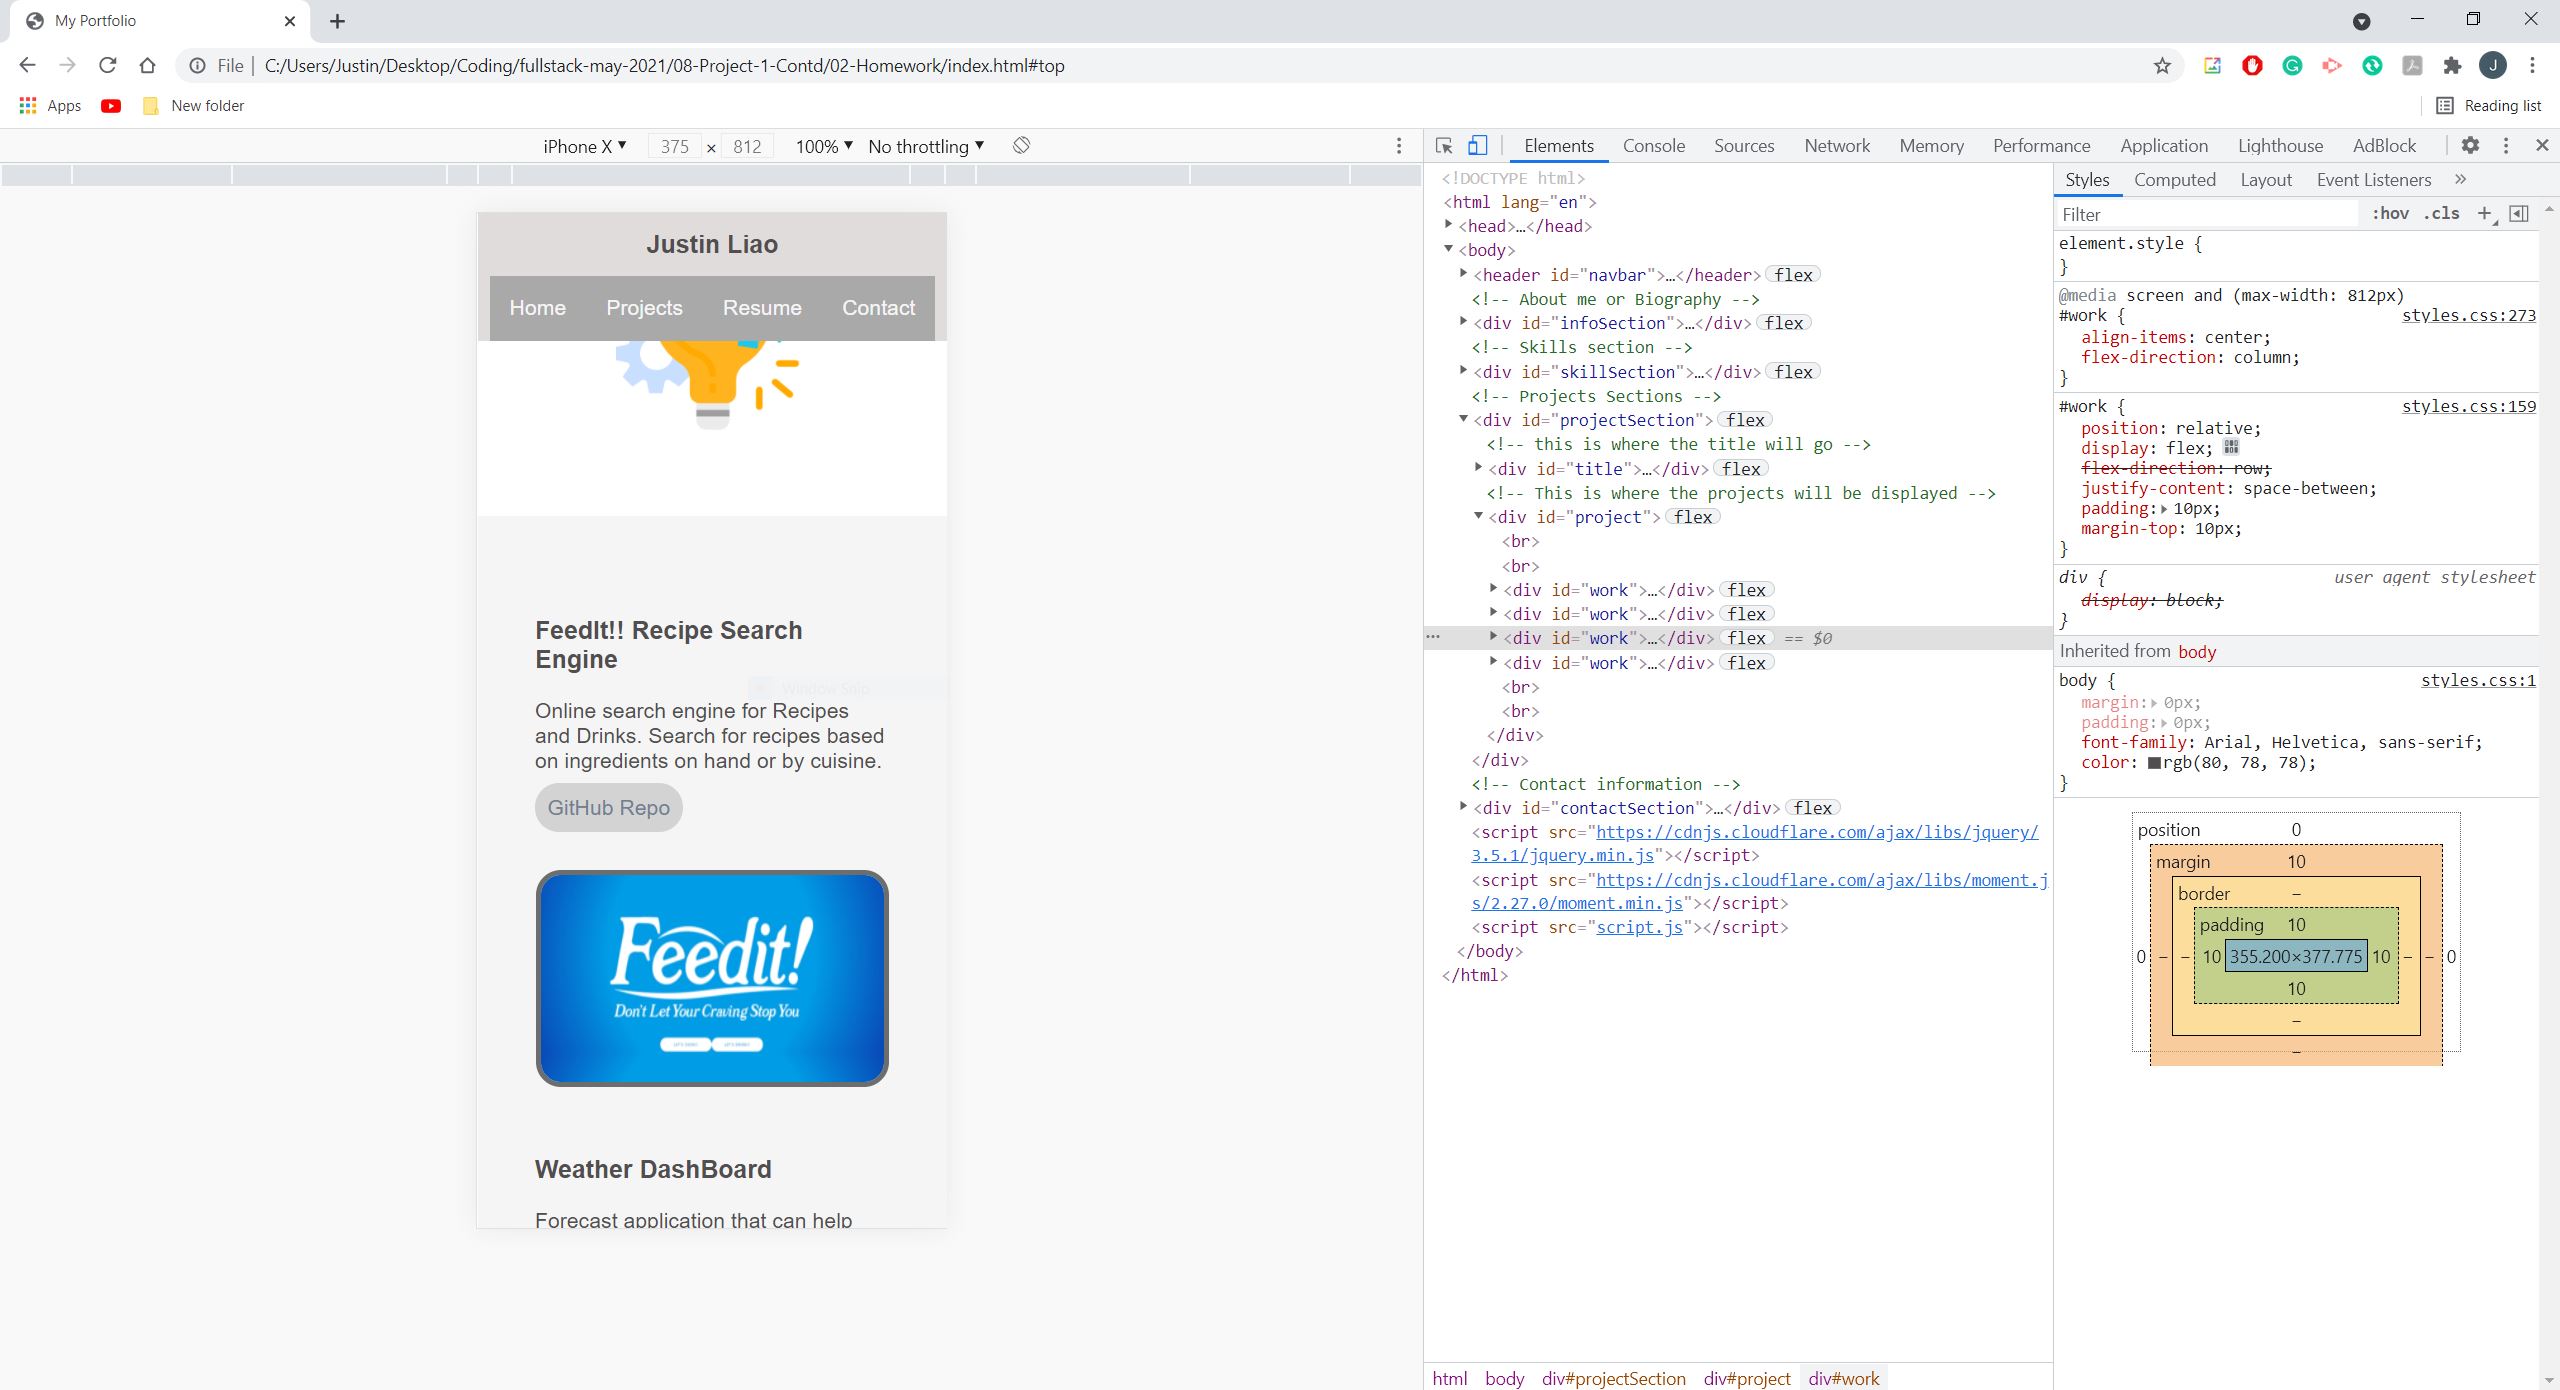 My Portfolio
File C:/Users/Justin/Desktop/Coding/fullstack-may-2021/08-Project-1-Contd/02-Homework/index.html#top
J
Apps New folder Reading list
iPhone X 375 × 812 100% No throttling
Justin Liao
Home Projects Resume Contact
FeedIt!! Recipe Search
Engine
Window Snip
Online search engine for Recipes
and Drinks. Search for recipes based
on ingredients on hand or by cuisine.
GitHub Repo
Feedit!
Don't Let Your Craving Stop You
Weather DashBoard
Forecast application that can help
Elements Console Sources Network Memory Performance Application Lighthouse AdBlock
<!DOCTYPE html>
<html lang="en">
<head>…</head>
<body>
<header id="navbar">…</header> flex
<!-- About me or Biography -->
<div id="infoSection">…</div> flex
<!-- Skills section -->
<div id="skillSection">…</div> flex
<!-- Projects Sections -->
<div id="projectSection"> flex
<!-- this is where the title will go -->
<div id="title">…</div> flex
<!-- This is where the projects will be displayed -->
<div id="project"> flex
<br>
<br>
<div id="work">…</div> flex
<div id="work">…</div> flex
<div id="work">…</div> flex == $0
<div id="work">…</div> flex
<br>
<br>
</div>
</div>
<!-- Contact information -->
<div id="contactSection">…</div> flex
<script src="https://cdnjs.cloudflare.com/ajax/libs/jquery/
3.5.1/jquery.min.js"></script>
<script src="https://cdnjs.cloudflare.com/ajax/libs/moment.j
s/2.27.0/moment.min.js"></script>
<script src="script.js"></script>
</body>
</html>
html body div#projectSection div#project div#work
Styles Computed Layout Event Listeners »
Filter :hov .cls +
element.style {
}
@media screen and (max-width: 812px)
#work { styles.css:273
align-items: center;
flex-direction: column;
}
#work { styles.css:159
position: relative;
display: flex;
flex-direction: row;
justify-content: space-between;
padding: 10px;
margin-top: 10px;
}
div { user agent stylesheet
display: block;
}
Inherited from body
body { styles.css:1
margin: 0px;
padding: 0px;
font-family: Arial, Helvetica, sans-serif;
color: rgb(80, 78, 78);
}
position 0
margin 10
border –
padding 10
0 – – 10 355.200×377.775 10 – – 0
10
–
–